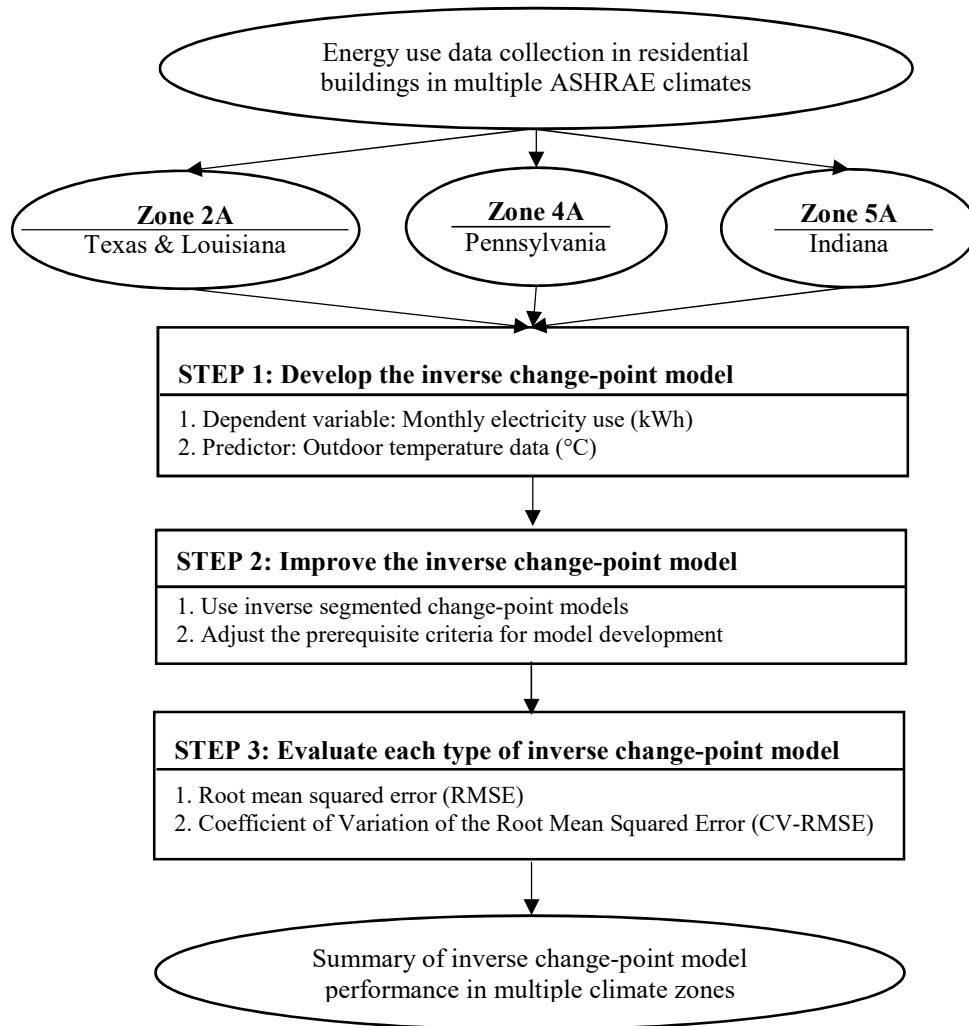 Energy use data collection in residential
buildings in multiple ASHRAE climates
Zone 2A
Texas & Louisiana
Zone 4A
Pennsylvania
Zone 5A
Indiana
STEP 1: Develop the inverse change-point model
1. Dependent variable: Monthly electricity use (kWh)
2. Predictor: Outdoor temperature data (°C)
STEP 2: Improve the inverse change-point model
1. Use inverse segmented change-point models
2. Adjust the prerequisite criteria for model development
STEP 3: Evaluate each type of inverse change-point model
1. Root mean squared error (RMSE)
2. Coefficient of Variation of the Root Mean Squared Error (CV-RMSE)
Summary of inverse change-point model
performance in multiple climate zones